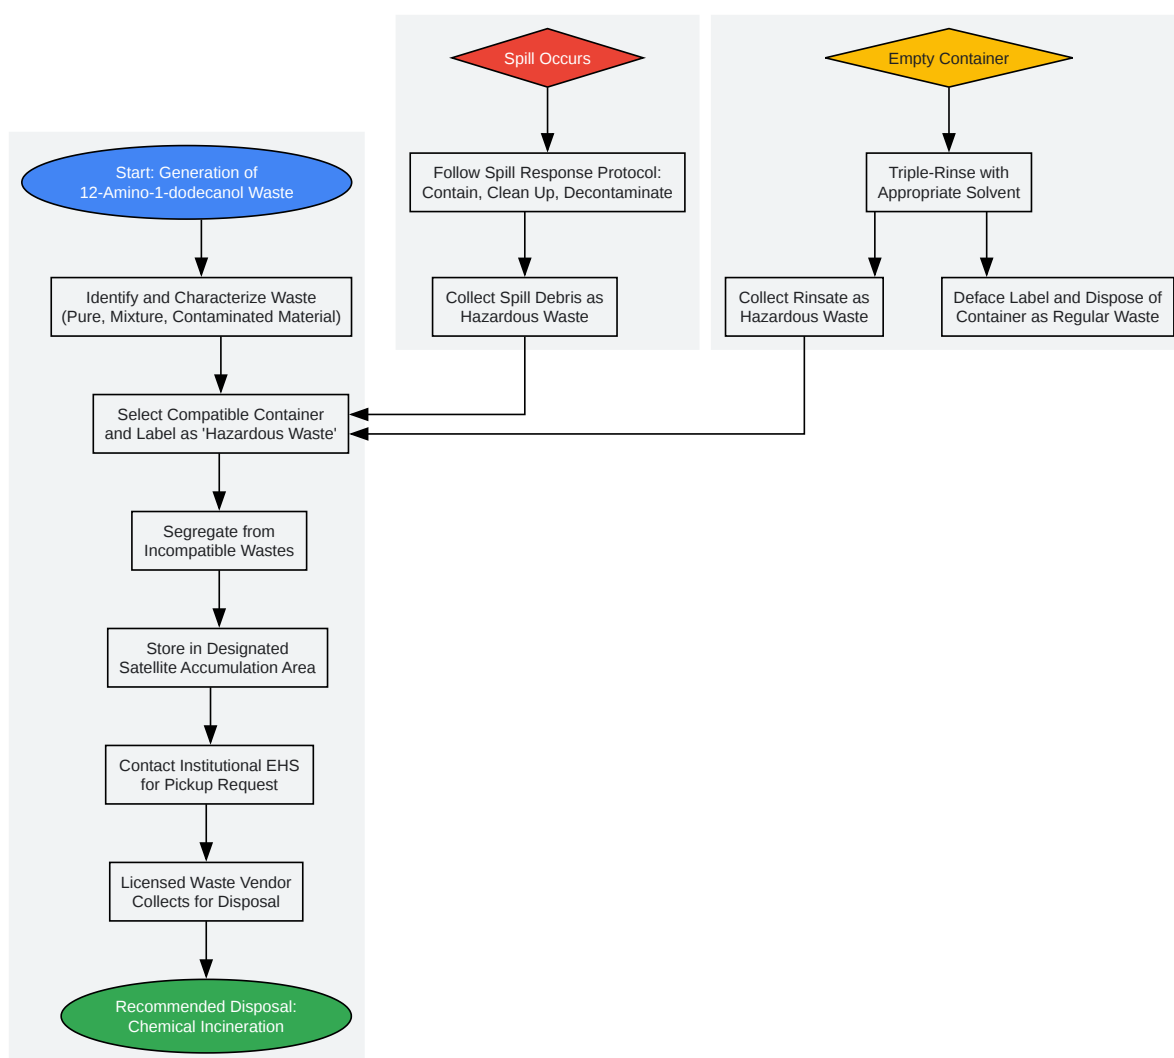 Start: Generation of
12-Amino-1-dodecanol Waste
Identify and Characterize Waste
(Pure, Mixture, Contaminated Material)
Select Compatible Container
and Label as 'Hazardous Waste'
Segregate from
Incompatible Wastes
Store in Designated
Satellite Accumulation Area
Contact Institutional EHS
for Pickup Request
Licensed Waste Vendor
Collects for Disposal
Recommended Disposal:
Chemical Incineration
Spill Occurs
Follow Spill Response Protocol:
Contain, Clean Up, Decontaminate
Collect Spill Debris as
Hazardous Waste
Empty Container
Triple-Rinse with
Appropriate Solvent
Collect Rinsate as
Hazardous Waste
Deface Label and Dispose of
Container as Regular Waste